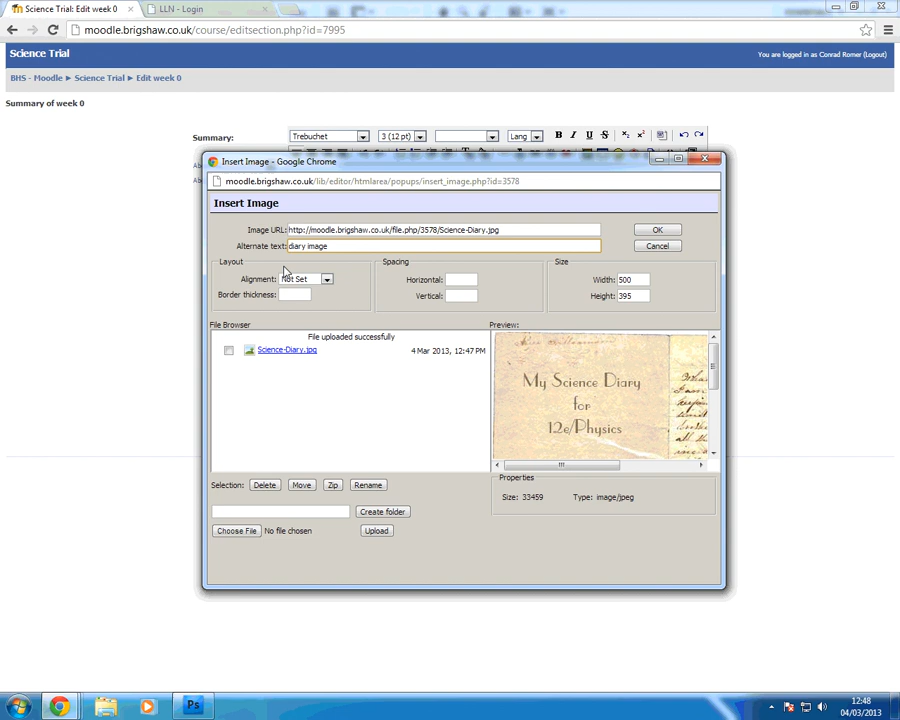 Science Trial: Edit week 0
LLN - Login
moodle.brigshaw.co.uk/course/editsection.php?id=7995
Science Trial
You are logged in as Conrad Romer (Logout)
BHS - Moodle ► Science Trial ► Edit week 0
Summary of week 0
Summary:
Trebuchet
3 (12 pt)
Lang
B I U S
Insert Image - Google Chrome
moodle.brigshaw.co.uk/lib/editor/htmlarea/popups/insert_image.php?id=3578
Insert Image
Image URL: http://moodle.brigshaw.co.uk/file.php/3578/Science-Diary.jpg
OK
Alternate text: diary image
Cancel
Layout
Spacing
Size
Alignment: Not Set
Horizontal:
Width: 500
Border thickness:
Vertical:
Height: 395
File Browser
Preview:
File uploaded successfully
Science-Diary.jpg
4 Mar 2013, 12:47 PM
My Science Diary
for
12e/Physics
Selection: Delete Move Zip Rename
Properties
Size: 33459 Type: image/jpeg
Create folder
Choose File No file chosen
Upload
Ps
12:48
04/03/2013